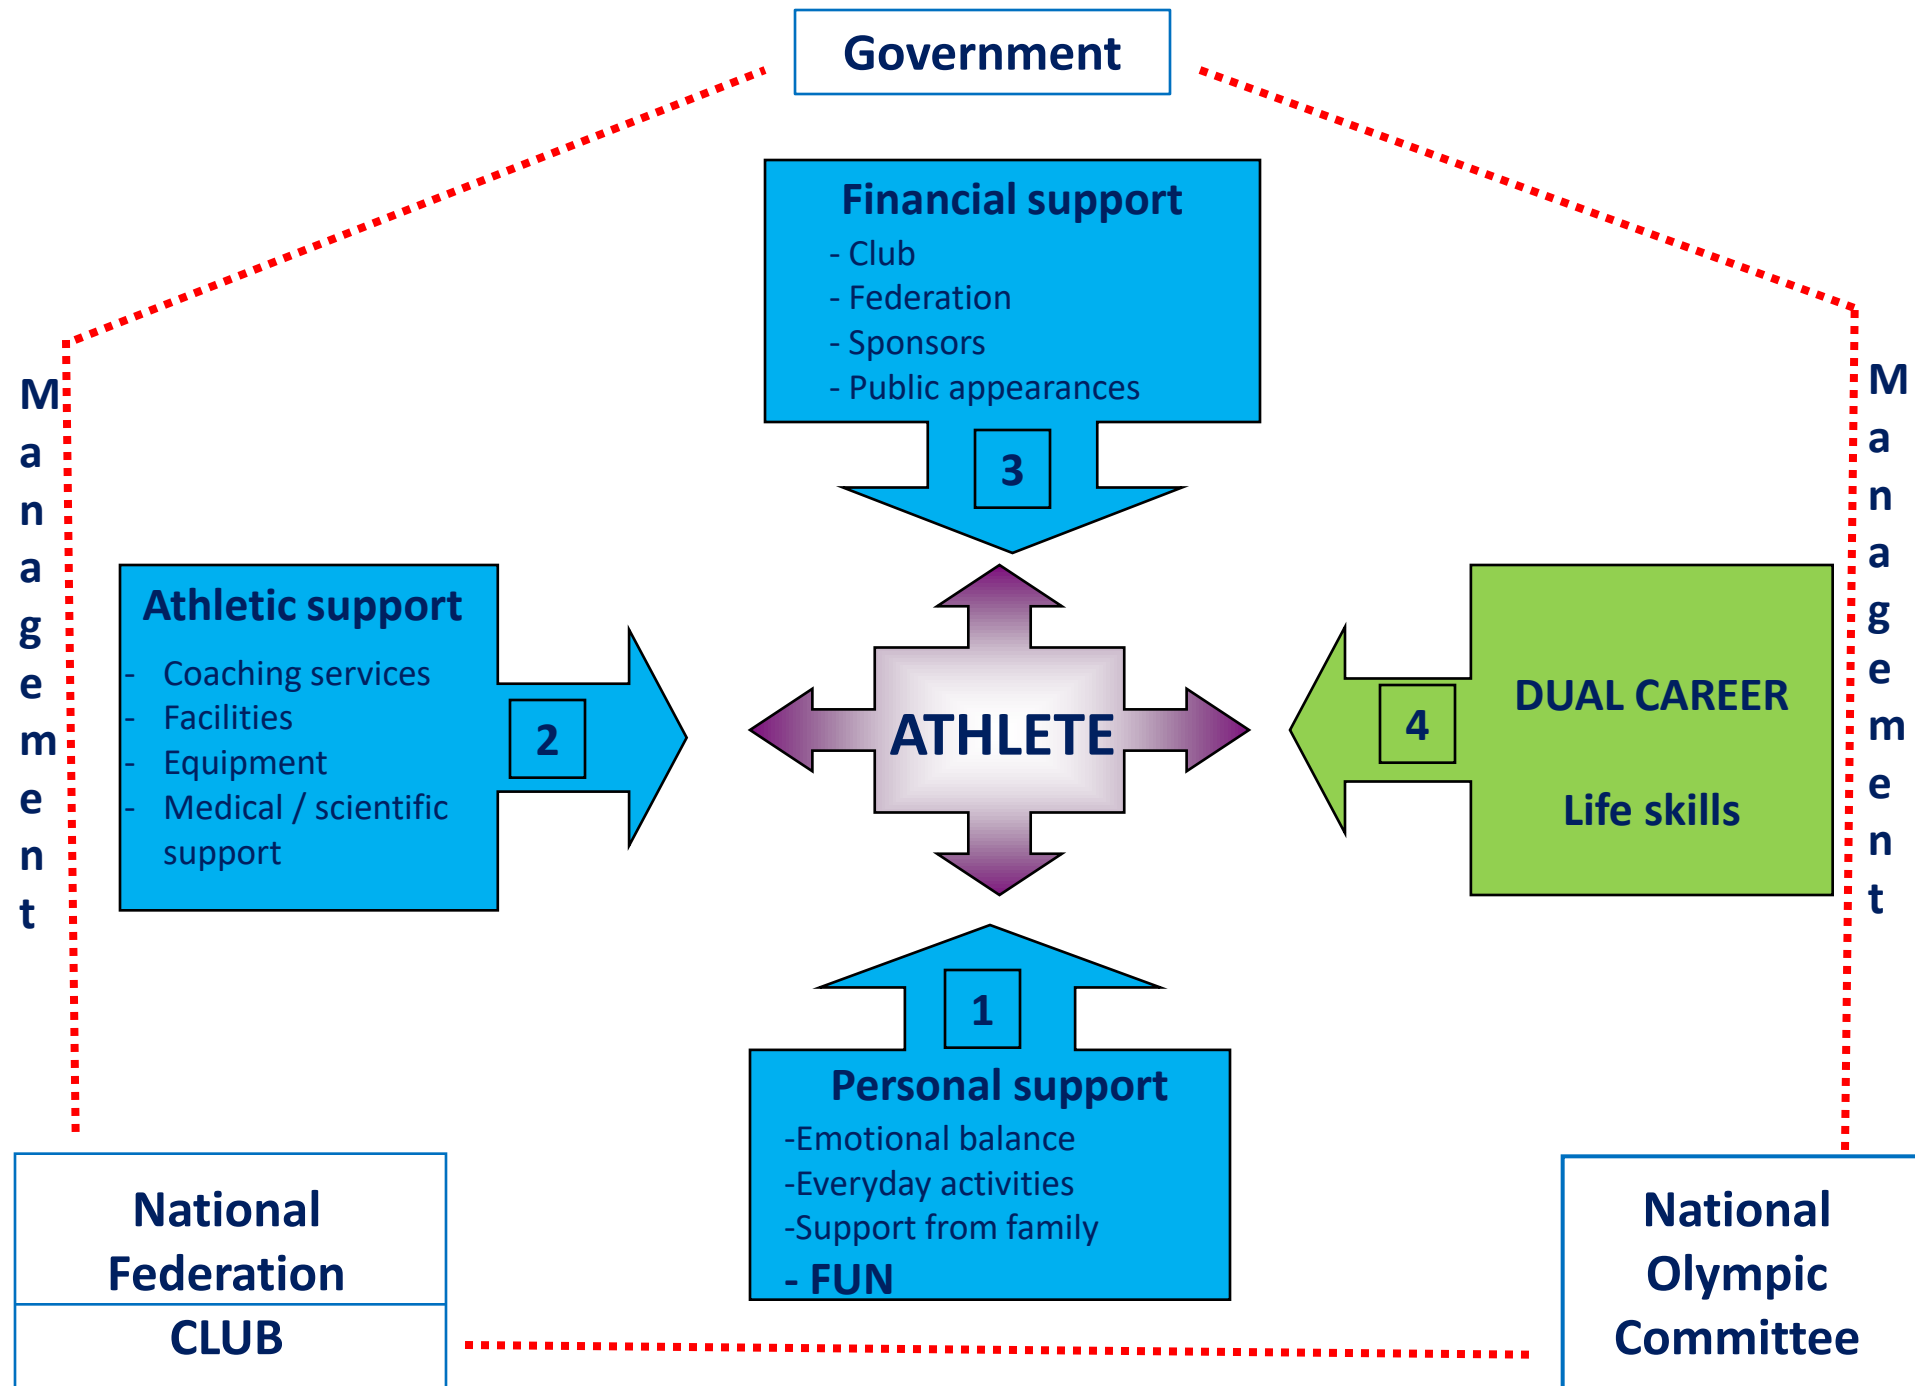 Government
Financial support
- Club
- Federation
- Sponsors
- Public appearances
3
Management
Athletic support
- Coaching services
- Facilities
- Equipment
- Medical / scientific
support
2
ATHLETE
4
DUAL CAREER
Life skills
Management
1
Personal support
-Emotional balance
-Everyday activities
-Support from family
- FUN
National
Federation
CLUB
National
Olympic
Committee